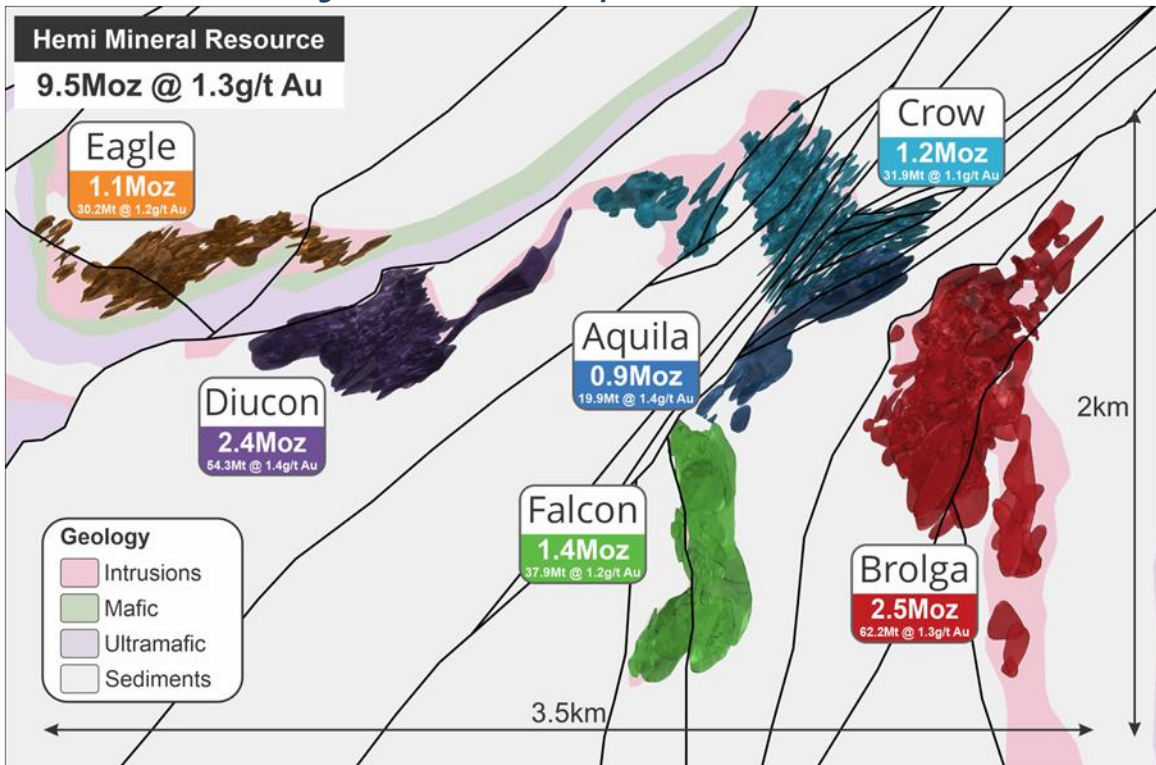 Hemi Mineral Resource
9.5Moz @ 1.3g/t Au
Eagle
1.1Moz
30.2Mt @ 1.2g/t Au
Crow
1.2Moz
31.9Mt @ 1.1g/t Au
Aquila
0.9Moz
19.9Mt @ 1.4g/t Au
Diucon
2.4Moz
54.3Mt @ 1.4g/t Au
2km
Falcon
1.4Moz
37.9Mt @ 1.2g/t Au
Brolga
2.5Moz
62.2Mt @ 1.3g/t Au
Geology
Intrusions
Mafic
Ultramafic
Sediments
3.5km